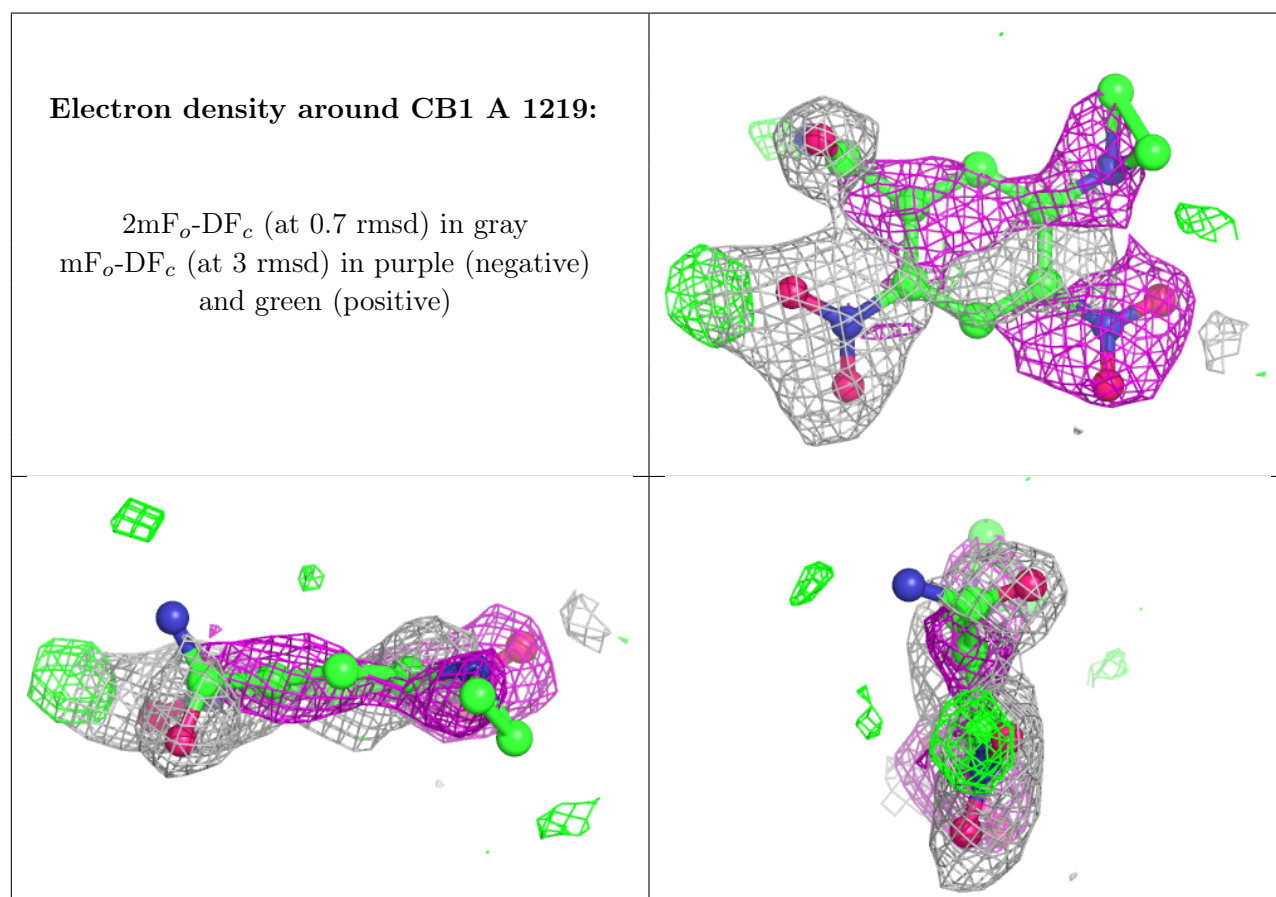 Electron density around CB1 A 1219:
2mFo-DFc (at 0.7 rmsd) in gray
mFo-DFc (at 3 rmsd) in purple (negative)
and green (positive)